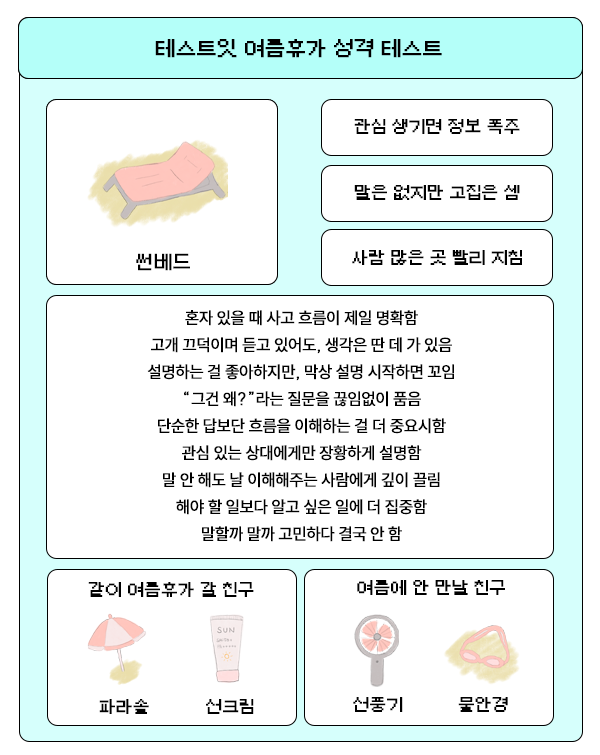 테스트잇 여름휴가 성격 테스트
썬베드
관심 생기면 정보 폭주
말은 없지만 고집은 셈
사람 많은 곳 빨리 지침
혼자 있을 때 사고 흐름이 제일 명확함
고개 끄덕이며 듣고 있어도, 생각은 딴 데 가 있음
설명하는 걸 좋아하지만, 막상 설명 시작하면 꼬임
“그건 왜?”라는 질문을 끊임없이 품음
단순한 답보단 흐름을 이해하는 걸 더 중요시함
관심 있는 상대에게만 장황하게 설명함
말 안 해도 날 이해해주는 사람에게 깊이 끌림
해야 할 일보다 알고 싶은 일에 더 집중함
말할까 말까 고민하다 결국 안 함
같이 여름휴가 갈 친구
SUN
파라솔
선크림
여름에 안 만날 친구
선풍기
물안경